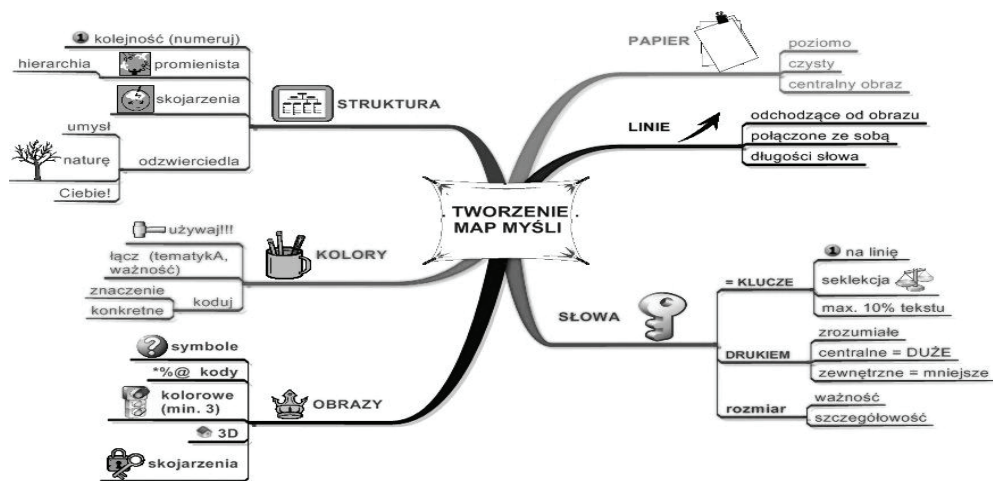 TWORZENIE
MAP MYŚLI
PAPIER
poziomo
czysty
centralny obraz
LINIE
odchodzące od obrazu
połączone ze sobą
długości słowa
SŁOWA
= KLUCZE
1 na linię
seklekcja
max. 10% tekstu
DRUKIEM
zrozumiałe
centralne = DUŻE
zewnętrzne = mniejsze
rozmiar
ważność
szczegółowość
OBRAZY
symbole
*%@ kody
kolorowe
(min. 3)
3D
skojarzenia
KOLORY
używaj!!!
łącz (tematykA,
ważność)
koduj
znaczenie
konkretne
STRUKTURA
1 kolejność (numeruj)
promienista
hierarchia
skojarzenia
odzwierciedla
umysł
naturę
Ciebie!